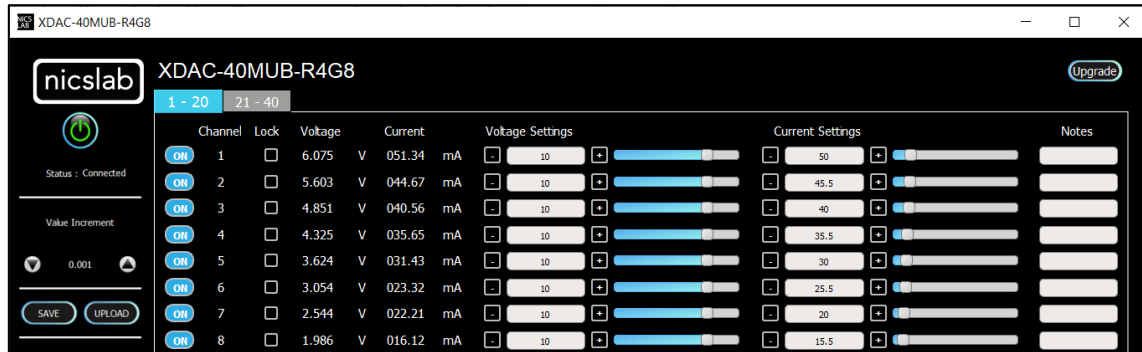 NICS LAB XDAC-40MUB-R4G8
nicslab
XDAC-40MUB-R4G8
Upgrade
1 - 20 21 - 40
Channel Lock Voltage Current Voltage Settings Current Settings Notes
ON 1 6.075 V 051.34 mA - 10 + - 50 +
Status : Connected
ON 2 5.603 V 044.67 mA - 10 + - 45.5 +
ON 3 4.851 V 040.56 mA - 10 + - 40 +
Value Increment
ON 4 4.325 V 035.65 mA - 10 + - 35.5 +
0.001
ON 5 3.624 V 031.43 mA - 10 + - 30 +
ON 6 3.054 V 023.32 mA - 10 + - 25.5 +
SAVE UPLOAD
ON 7 2.544 V 022.21 mA - 10 + - 20 +
ON 8 1.986 V 016.12 mA - 10 + - 15.5 +